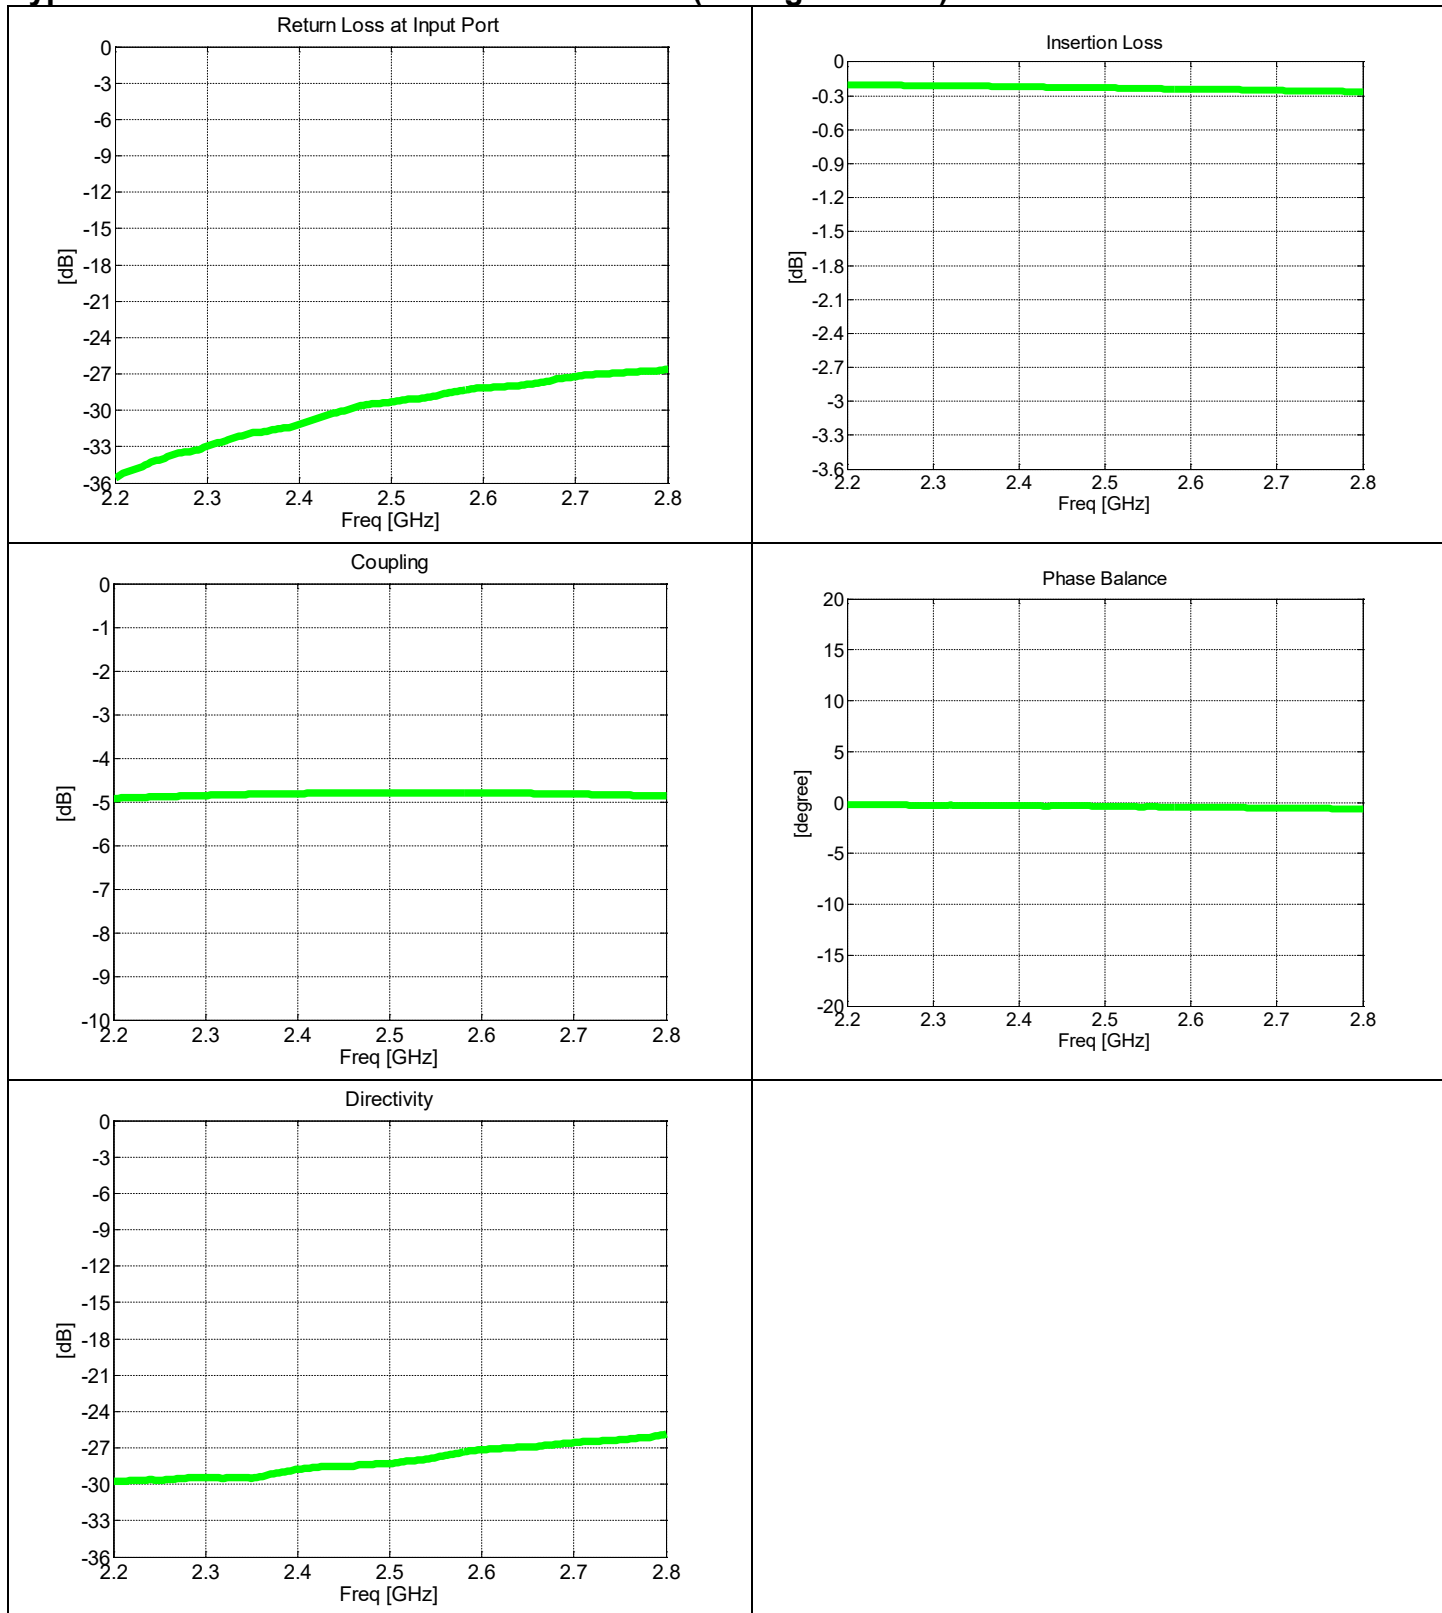 Return Loss at Input Port
0
-3
-6
-9
-12
-15
-18
-21
-24
-27
-30
-33
-36
[dB]
2.2 2.3 2.4 2.5 2.6 2.7 2.8
Freq [GHz]
Insertion Loss
0
-0.3
-0.6
-0.9
-1.2
-1.5
-1.8
-2.1
-2.4
-2.7
-3
-3.3
-3.6
[dB]
2.2 2.3 2.4 2.5 2.6 2.7 2.8
Freq [GHz]
Coupling
0
-1
-2
-3
-4
-5
-6
-7
-8
-9
-10
[dB]
2.2 2.3 2.4 2.5 2.6 2.7 2.8
Freq [GHz]
Phase Balance
20
15
10
5
0
-5
-10
-15
-20
[degree]
2.2 2.3 2.4 2.5 2.6 2.7 2.8
Freq [GHz]
Directivity
0
-3
-6
-9
-12
-15
-18
-21
-24
-27
-30
-33
-36
[dB]
2.2 2.3 2.4 2.5 2.6 2.7 2.8
Freq [GHz]